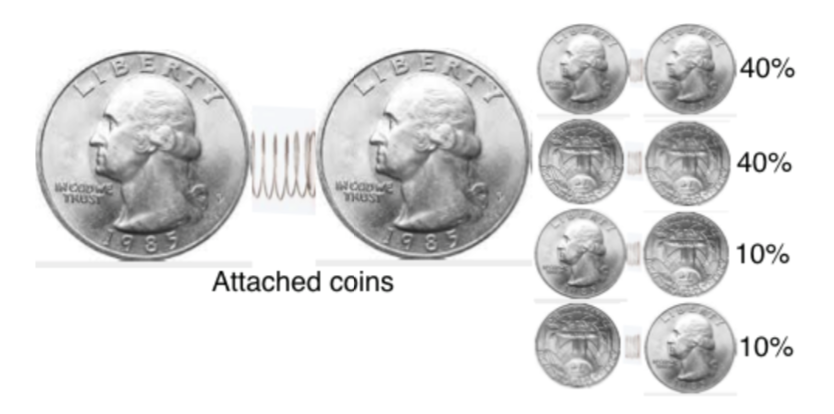 LIBERTY
IN GOD WE
TRUST
1985
LIBERTY
IN GOD WE
TRUST
1985
Attached coins
40%
40%
10%
10%